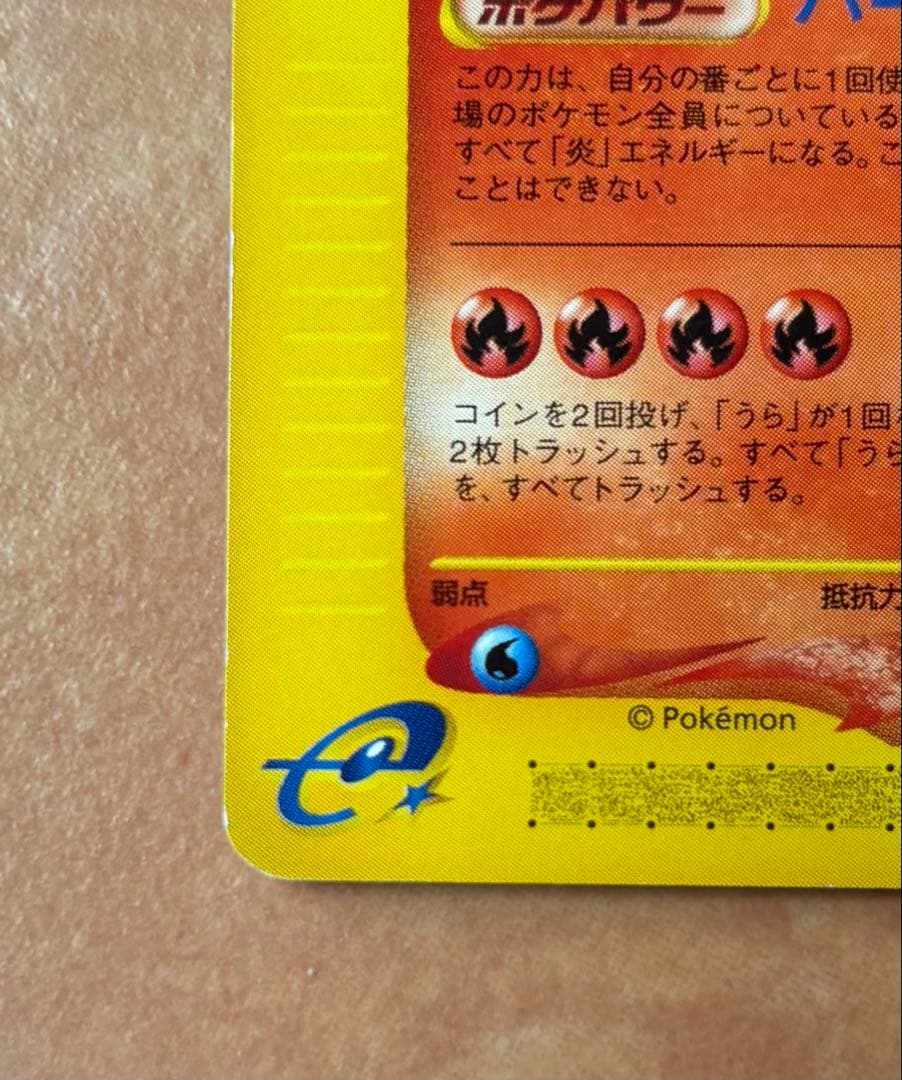 ポケパワー
この力は、自分の番ごとに1回使
場のポケモン全員についている
すべて「炎」エネルギーになる。こ
ことはできない。
コインを2回投げ、「うら」が1回
2枚トラッシュする。すべて「うら
を、すべてトラッシュする。
弱点 抵抗力
© Pokémon